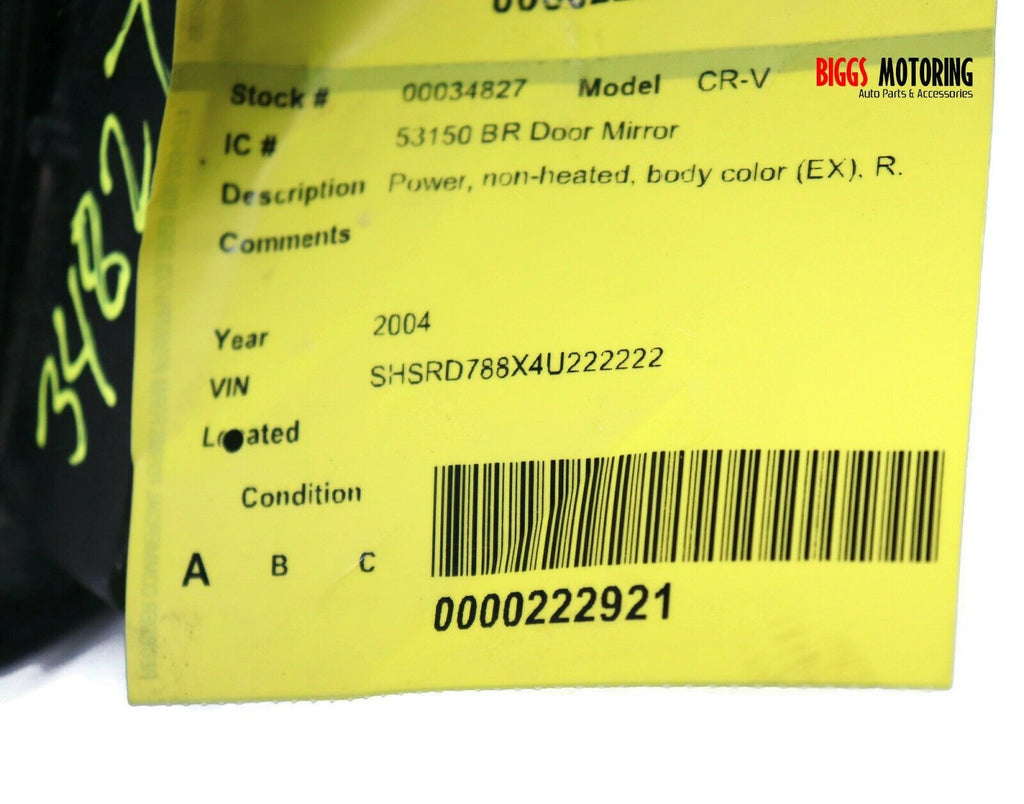 Stock # 00034827 Model CR-V
BIGGS MOTORING
Auto Parts & Accessories
IC # 53150 BR Door Mirror
Description Power, non-heated, body color (EX), R.
Comments
Year 2004
VIN SHSRD788X4U222222
Located
Condition
A B C
0000222921
34827